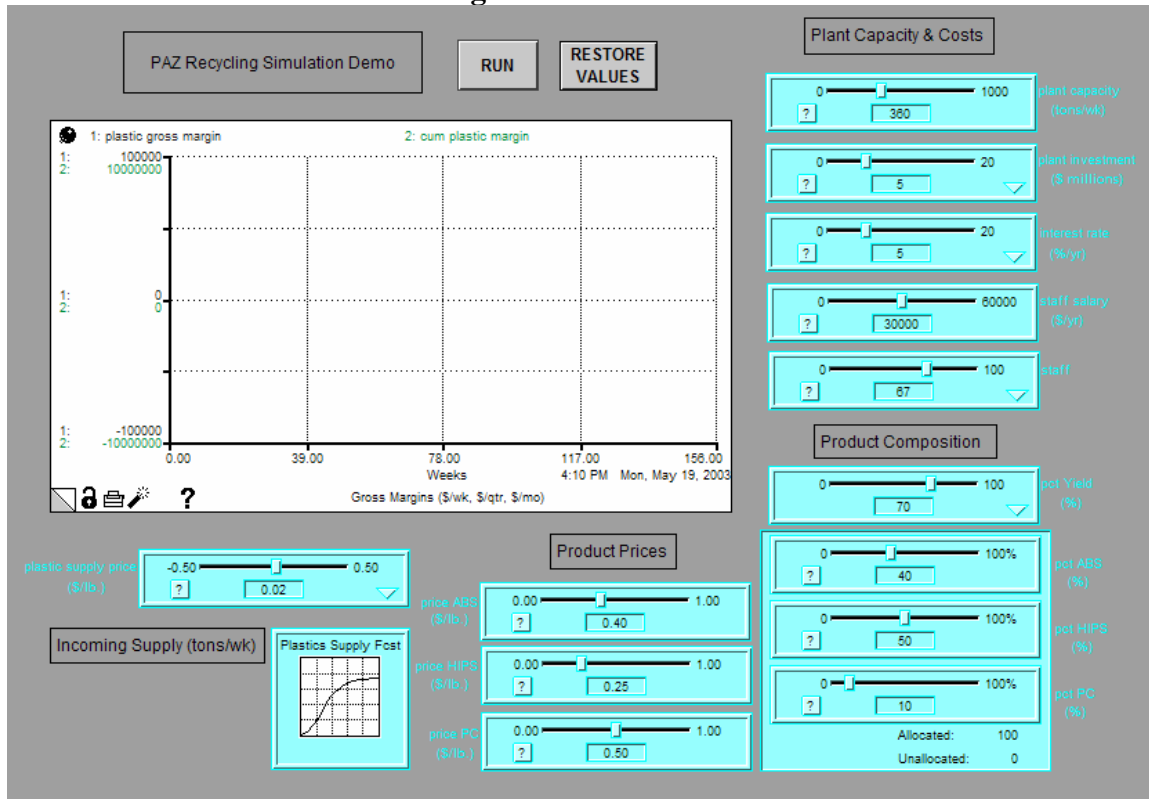 PAZ Recycling Simulation Demo
RUN
RESTORE
VALUES
1: plastic gross margin
2: cum plastic margin
1: 100000
2: 10000000
1: 0
2: 0
1: -100000
2: -10000000
0.00 39.00 78.00 117.00 156.00
Weeks 4:10 PM Mon, May 19, 2003
? Gross Margins ($/wk, $/qtr, $/mo)
Plant Capacity & Costs
0 1000
? 360
plant capacity
(tons/wk)
0 20
? 5
plant investment
($ millions)
0 20
? 5
interest rate
(%/yr)
0 60000
? 30000
staff salary
($/yr)
0 100
? 67
staff
Product Composition
0 100
? 70
pct Yield
(%)
0 100%
? 40
pct ABS
(%)
0 100%
? 50
pct HIPS
(%)
0 100%
? 10
pct PC
(%)
Allocated: 100
Unallocated: 0
plastic supply price
($/lb.)
-0.50 0.50
? 0.02
Incoming Supply (tons/wk)
Plastics Supply Fcst
Product Prices
price ABS
($/lb.)
0.00 1.00
? 0.40
price HIPS
($/lb.)
0.00 1.00
? 0.25
price PC
($/lb.)
0.00 1.00
? 0.50